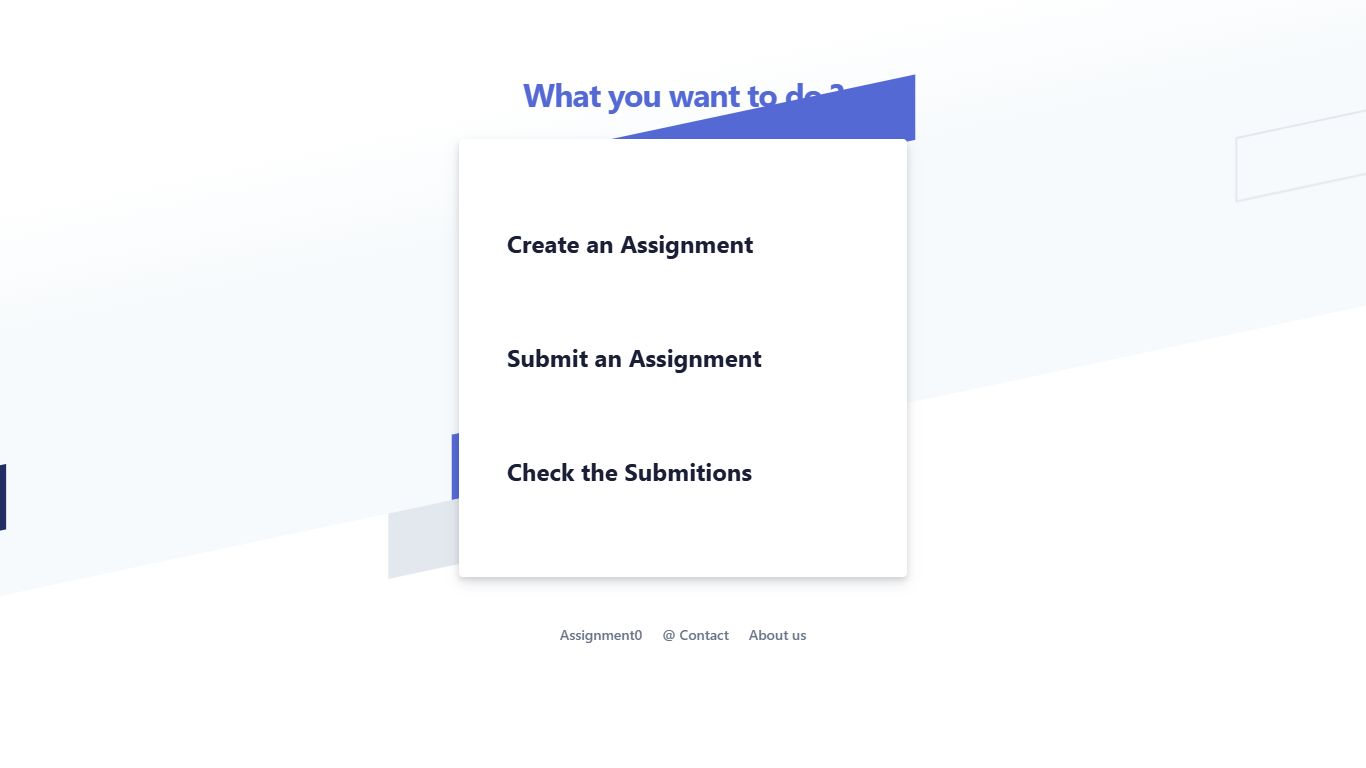 What you want to do ?
Create an Assignment
Submit an Assignment
Check the Submitions
Assignment0 @ Contact About us